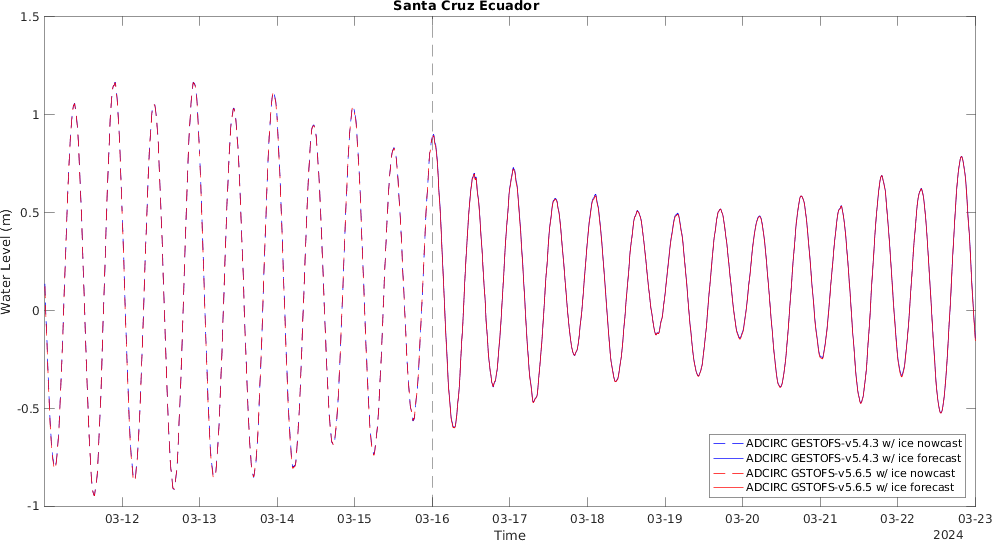 Santa Cruz Ecuador
1.5
1
0.5
0
-0.5
-1
Water Level (m)
ADCIRC GESTOFS-v5.4.3 w/ ice nowcast
ADCIRC GESTOFS-v5.4.3 w/ ice forecast
ADCIRC GSTOFS-v5.6.5 w/ ice nowcast
ADCIRC GSTOFS-v5.6.5 w/ ice forecast
03-12 03-13 03-14 03-15 03-16 03-17 03-18 03-19 03-20 03-21 03-22 03-23
Time
2024